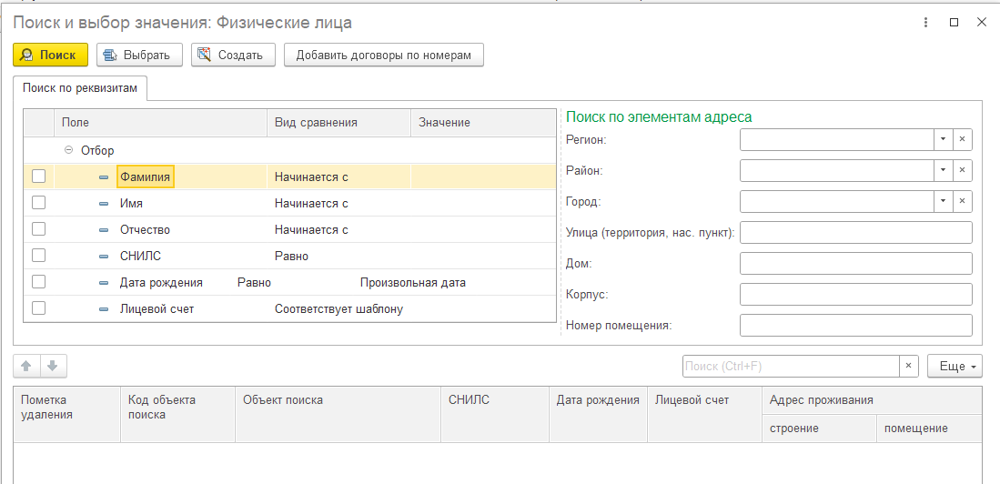 Поиск и выбор значения: Физические лица
Поиск Выбрать Создать Добавить договоры по номерам
Поиск по реквизитам
Поле Вид сравнения Значение
Отбор
Фамилия Начинается с
Имя Начинается с
Отчество Начинается с
СНИЛС Равно
Дата рождения Равно Произвольная дата
Лицевой счет Соответствует шаблону
Поиск по элементам адреса
Регион:
Район:
Город:
Улица (территория, нас. пункт):
Дом:
Корпус:
Номер помещения:
Поиск (Ctrl+F) Еще
Пометка удаления Код объекта поиска Объект поиска СНИЛС Дата рождения Лицевой счет Адрес проживания
строение помещение